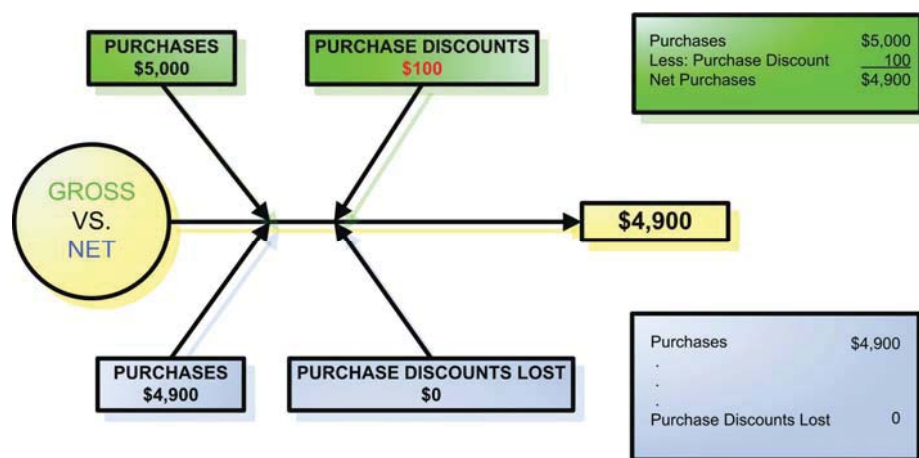 PURCHASES
$5,000
PURCHASE DISCOUNTS
$100
Purchases $5,000
Less: Purchase Discount 100
Net Purchases $4,900
GROSS
VS.
NET
$4,900
PURCHASES
$4,900
PURCHASE DISCOUNTS LOST
$0
Purchases $4,900
.
.
.
Purchase Discounts Lost 0